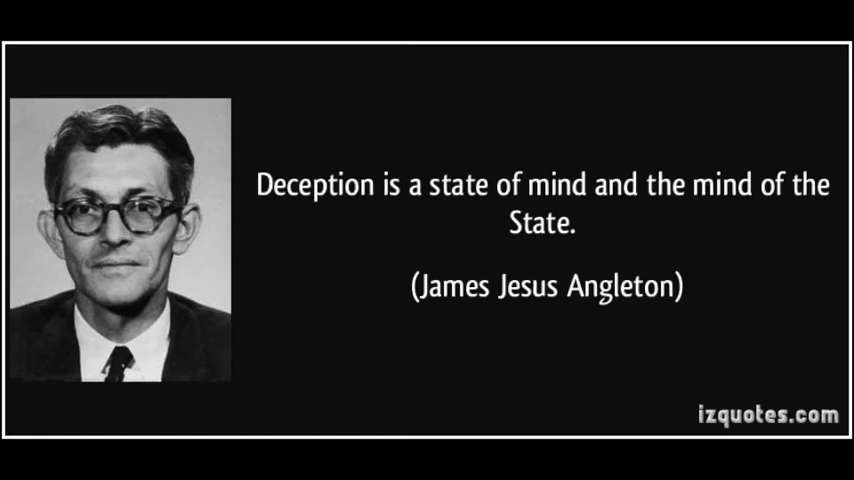 Deception is a state of mind and the mind of the
State.
(James Jesus Angleton)
izquotes.com